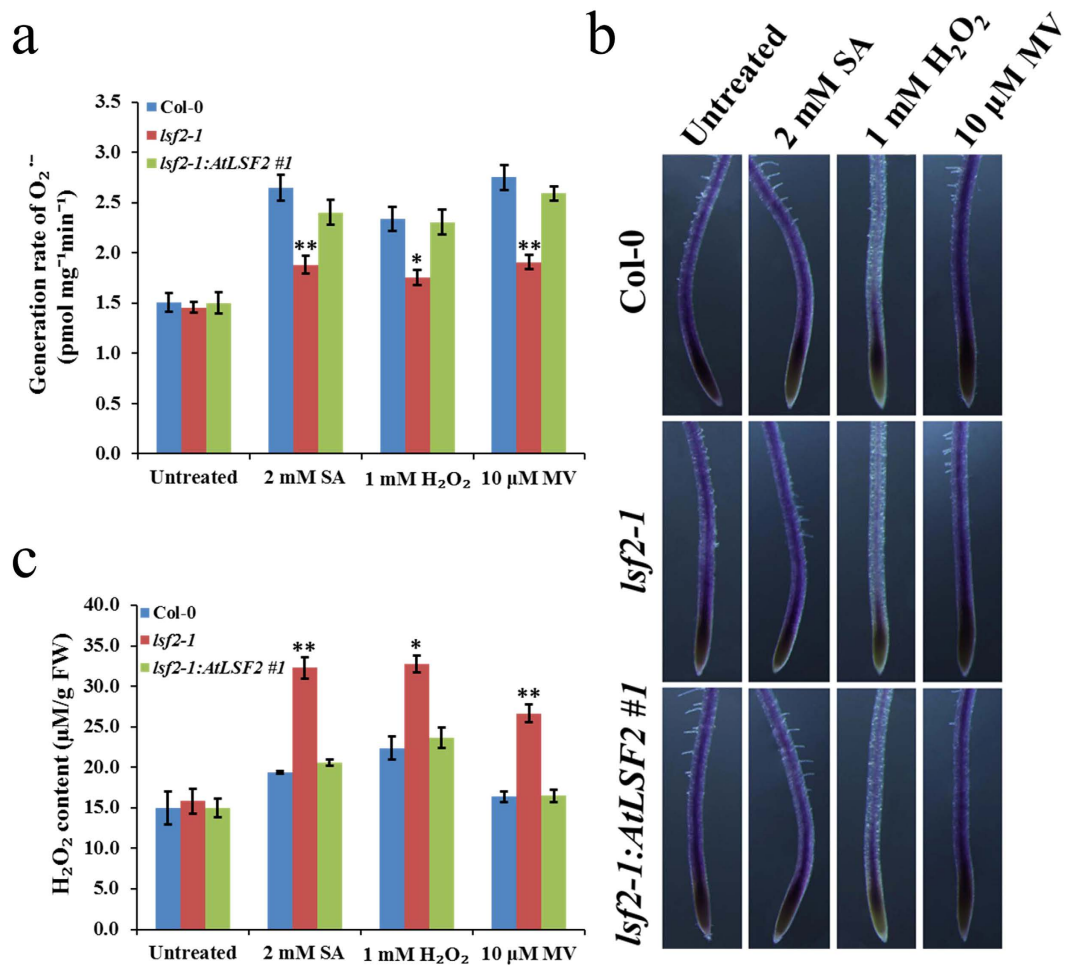 a
3.5
3.0
2.5
2.0
1.5
1.0
0.5
0.0
Generation rate of O₂˙⁻
(pmol mg⁻¹min⁻¹)
Col-0
lsf2-1
lsf2-1:AtLSF2 #1
**
*
**
Untreated
2 mM SA
1 mM H₂O₂
10 µM MV
b
Untreated
2 mM SA
1 mM H₂O₂
10 µM MV
Col-0
lsf2-1
lsf2-1:AtLSF2 #1
c
40.0
35.0
30.0
25.0
20.0
15.0
10.0
5.0
0.0
H₂O₂ content (µM/g FW)
Col-0
lsf2-1
lsf2-1:AtLSF2 #1
**
*
**
Untreated
2 mM SA
1 mM H₂O₂
10 µM MV